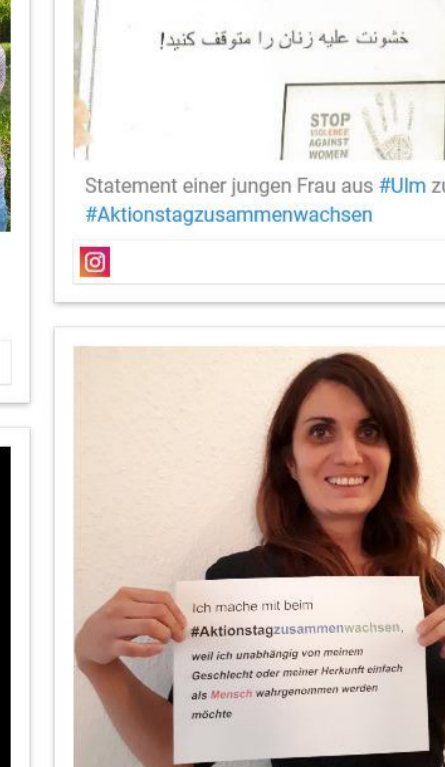 خشونت علیه زنان را متوقف کنید!
STOP
VIOLENCE
AGAINST
WOMEN
Statement einer jungen Frau aus #Ulm zu
#Aktionstagzusammenwachsen
Ich mache mit beim
#Aktionstagzusammenwachsen,
weil ich unabhängig von meinem
Geschlecht oder meiner Herkunft einfach
als Mensch wahrgenommen werden
möchte